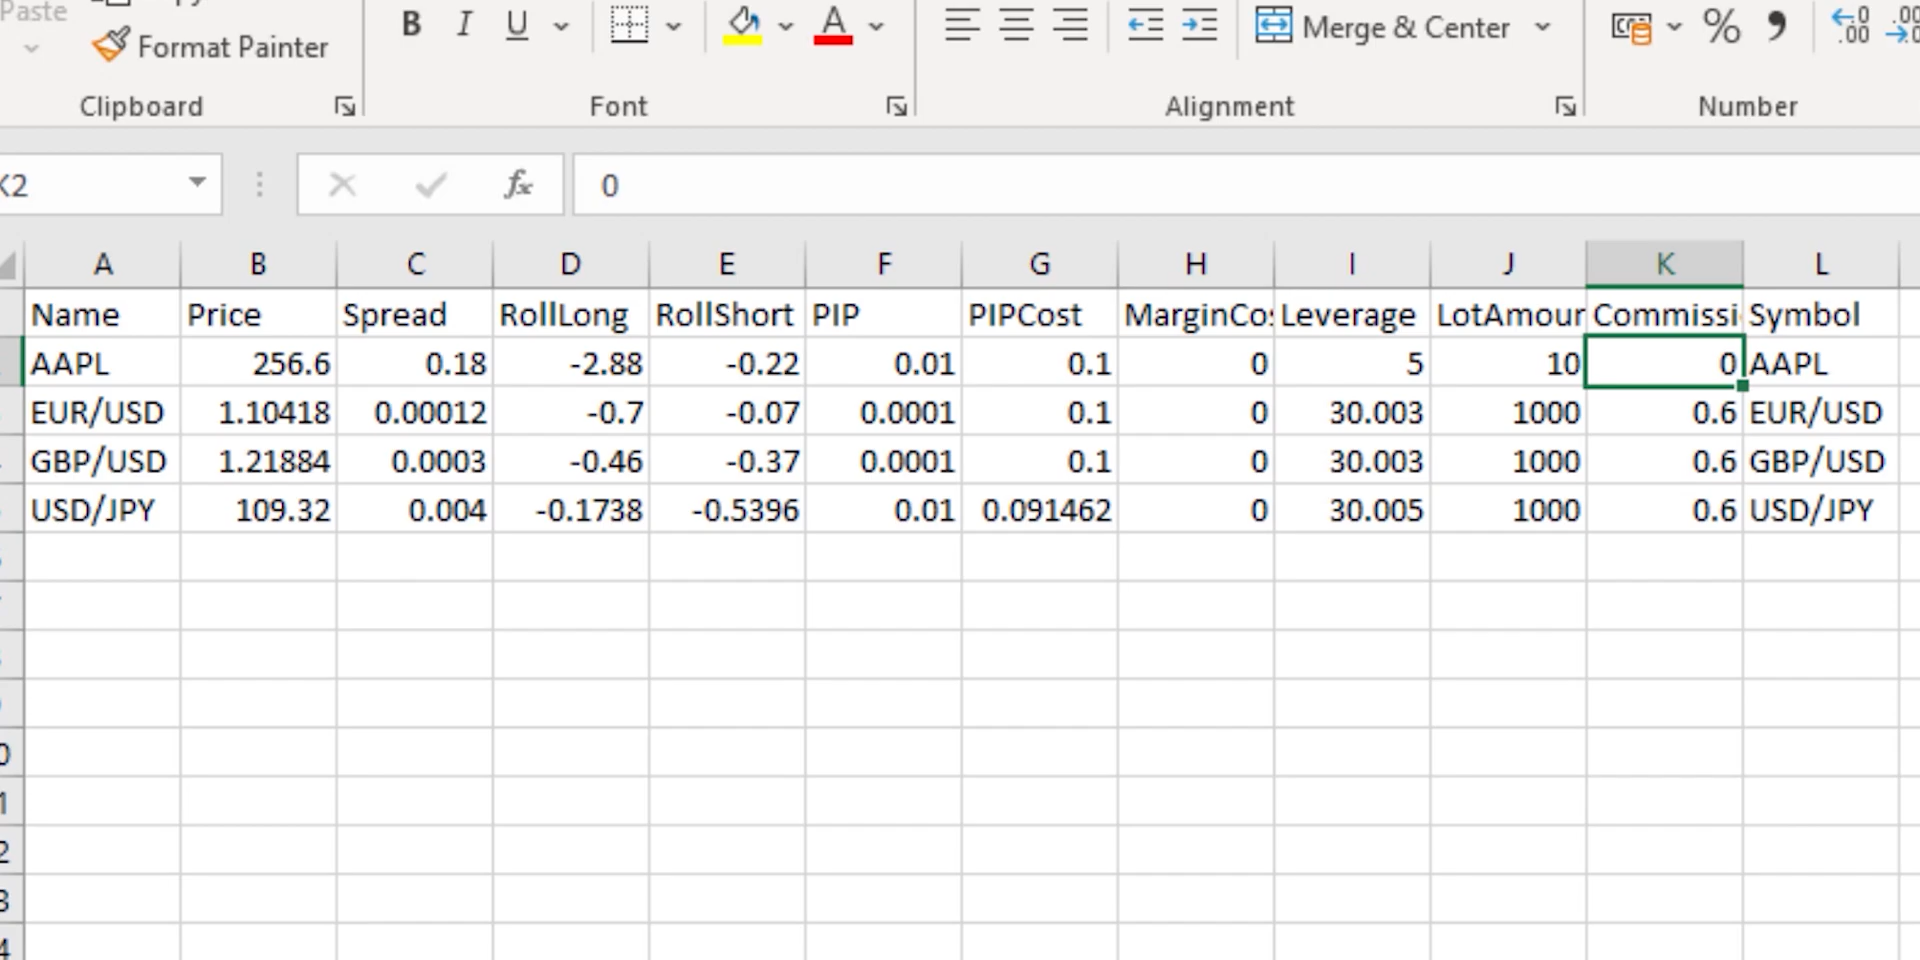 Paste
Format Painter
B I U A Merge & Center % .00
Clipboard Font Alignment Number
K2 fx 0
A B C D E F G H I J K L
Name Price Spread RollLong RollShort PIP PIPCost MarginCos Leverage LotAmour Commissi Symbol
AAPL 256.6 0.18 -2.88 -0.22 0.01 0.1 0 5 10 0 AAPL
EUR/USD 1.10418 0.00012 -0.7 -0.07 0.0001 0.1 0 30.003 1000 0.6 EUR/USD
GBP/USD 1.21884 0.0003 -0.46 -0.37 0.0001 0.1 0 30.003 1000 0.6 GBP/USD
USD/JPY 109.32 0.004 -0.1738 -0.5396 0.01 0.091462 0 30.005 1000 0.6 USD/JPY